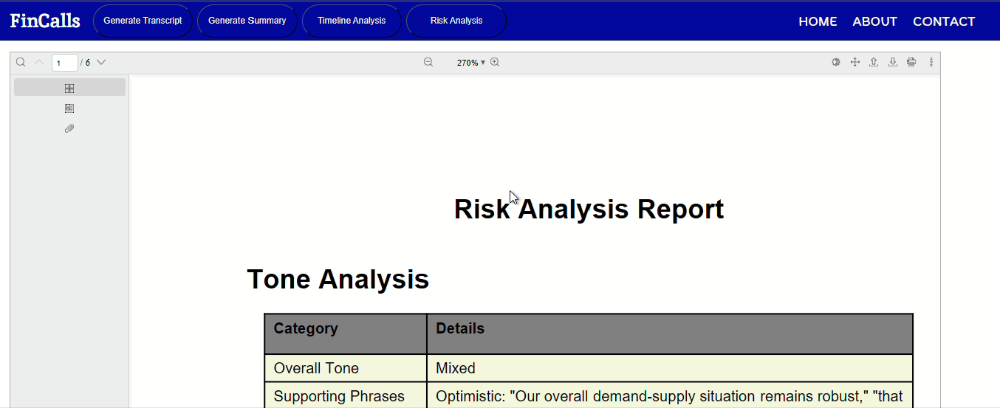 FinCalls Generate Transcript Generate Summary Timeline Analysis Risk Analysis HOME ABOUT CONTACT
1 / 6 270%
Risk Analysis Report
Tone Analysis
Category Details
Overall Tone Mixed
Supporting Phrases Optimistic: "Our overall demand-supply situation remains robust," "that